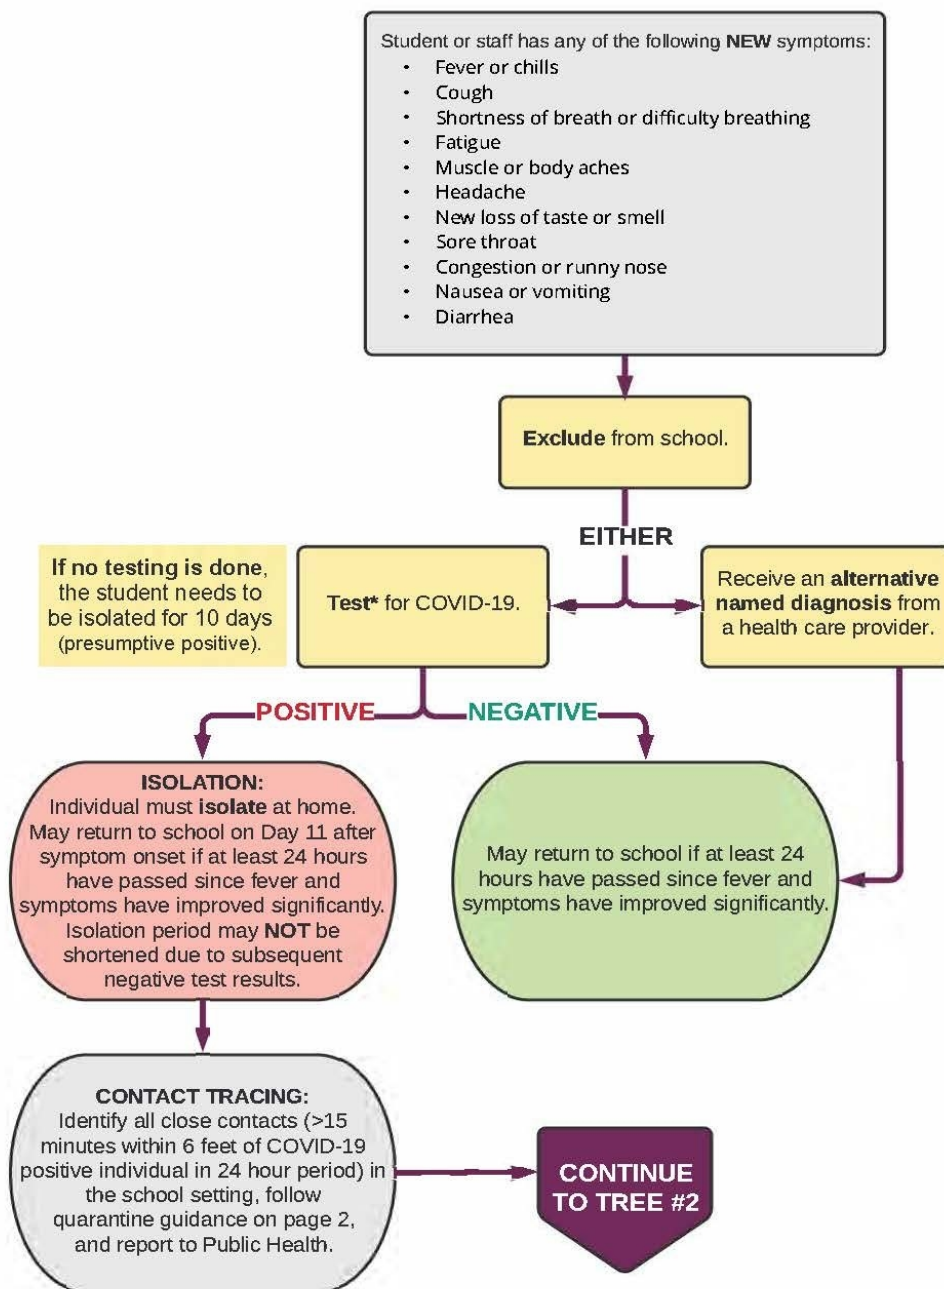 Student or staff has any of the following NEW symptoms:
• Fever or chills
• Cough
• Shortness of breath or difficulty breathing
• Fatigue
• Muscle or body aches
• Headache
• New loss of taste or smell
• Sore throat
• Congestion or runny nose
• Nausea or vomiting
• Diarrhea
Exclude from school.
EITHER
If no testing is done,
the student needs to
be isolated for 10 days
(presumptive positive).
Test* for COVID-19.
Receive an alternative
named diagnosis from
a health care provider.
POSITIVE
NEGATIVE
ISOLATION:
Individual must isolate at home.
May return to school on Day 11 after
symptom onset if at least 24 hours
have passed since fever and
symptoms have improved significantly.
Isolation period may NOT be
shortened due to subsequent
negative test results.
May return to school if at least 24
hours have passed since fever and
symptoms have improved significantly.
CONTACT TRACING:
Identify all close contacts (>15
minutes within 6 feet of COVID-19
positive individual in 24 hour period) in
the school setting, follow
quarantine guidance on page 2,
and report to Public Health.
CONTINUE
TO TREE #2